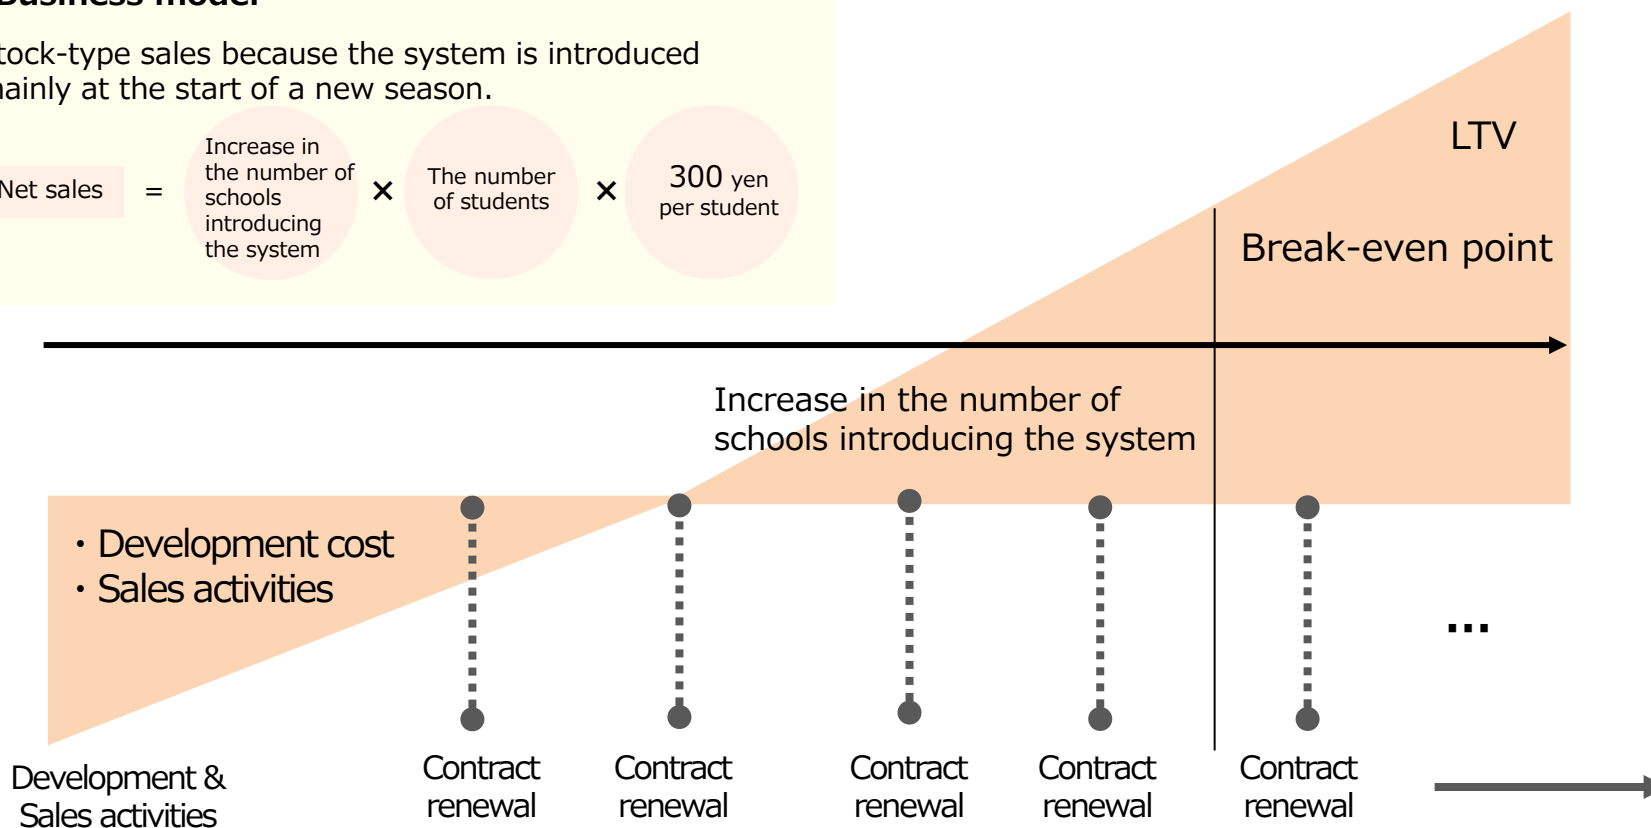 Business model
tock-type sales because the system is introduced
mainly at the start of a new season.
Net sales
=
Increase in
the number of
schools
introducing
the system
×
The number
of students
×
300 yen
per student
LTV
Break-even point
Increase in the number of
schools introducing the system
・Development cost
・Sales activities
...
Development &
Sales activities
Contract
renewal
Contract
renewal
Contract
renewal
Contract
renewal
Contract
renewal